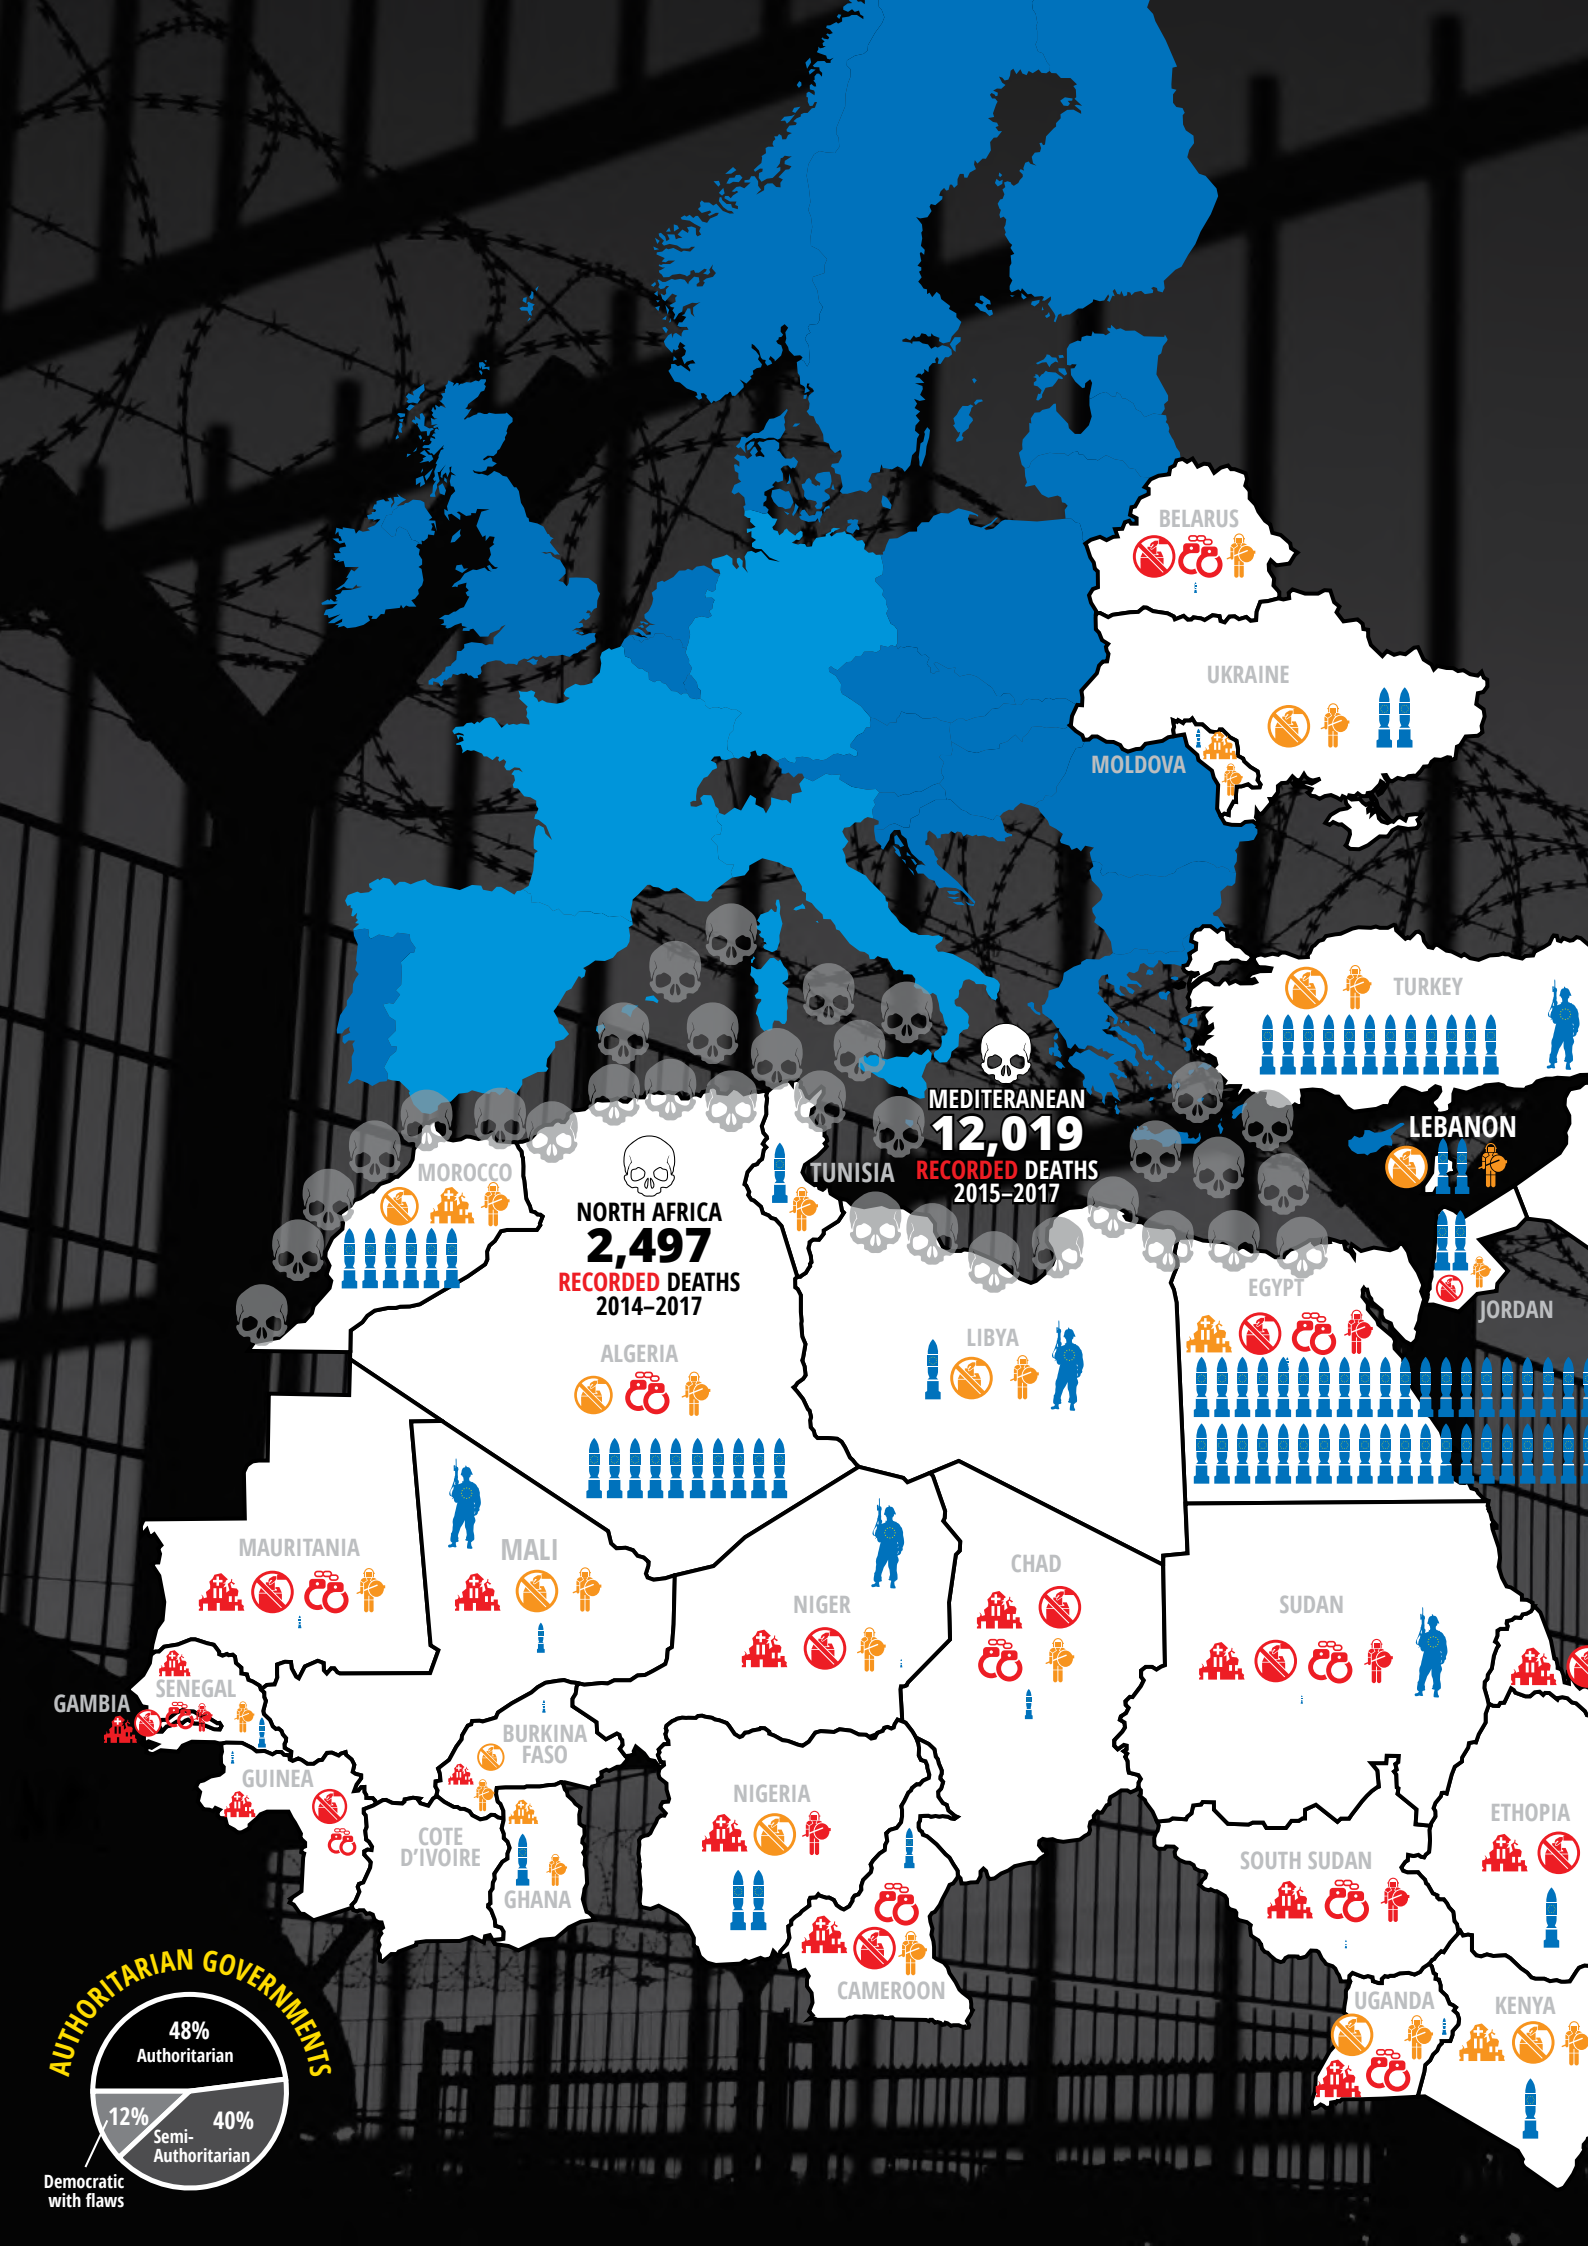 BELARUS
UKRAINE
MOLDOVA
TURKEY
LEBANON
MEDITERANEAN
12,019
RECORDED DEATHS
2015–2017
TUNISIA
MOROCCO
NORTH AFRICA
2,497
RECORDED DEATHS
2014–2017
ALGERIA
LIBYA
EGYPT
JORDAN
MAURITANIA
MALI
NIGER
CHAD
SUDAN
SENEGAL
GAMBIA
BURKINA
FASO
GUINEA
COTE
D'IVOIRE
GHANA
NIGERIA
CAMEROON
ETHOPIA
SOUTH SUDAN
UGANDA
KENYA
AUTHORITARIAN GOVERNMENTS
48%
Authoritarian
12%
40%
Semi-
Authoritarian
Democratic
with flaws